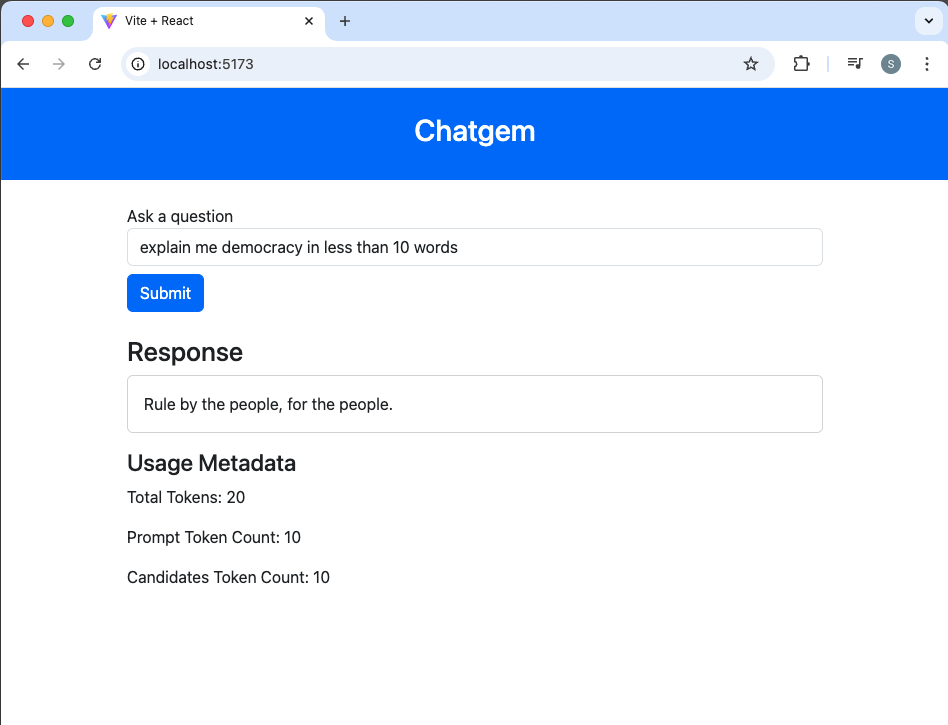 Vite + React
localhost:5173
S
Chatgem
Ask a question
explain me democracy in less than 10 words
Submit
Response
Rule by the people, for the people.
Usage Metadata
Total Tokens: 20
Prompt Token Count: 10
Candidates Token Count: 10